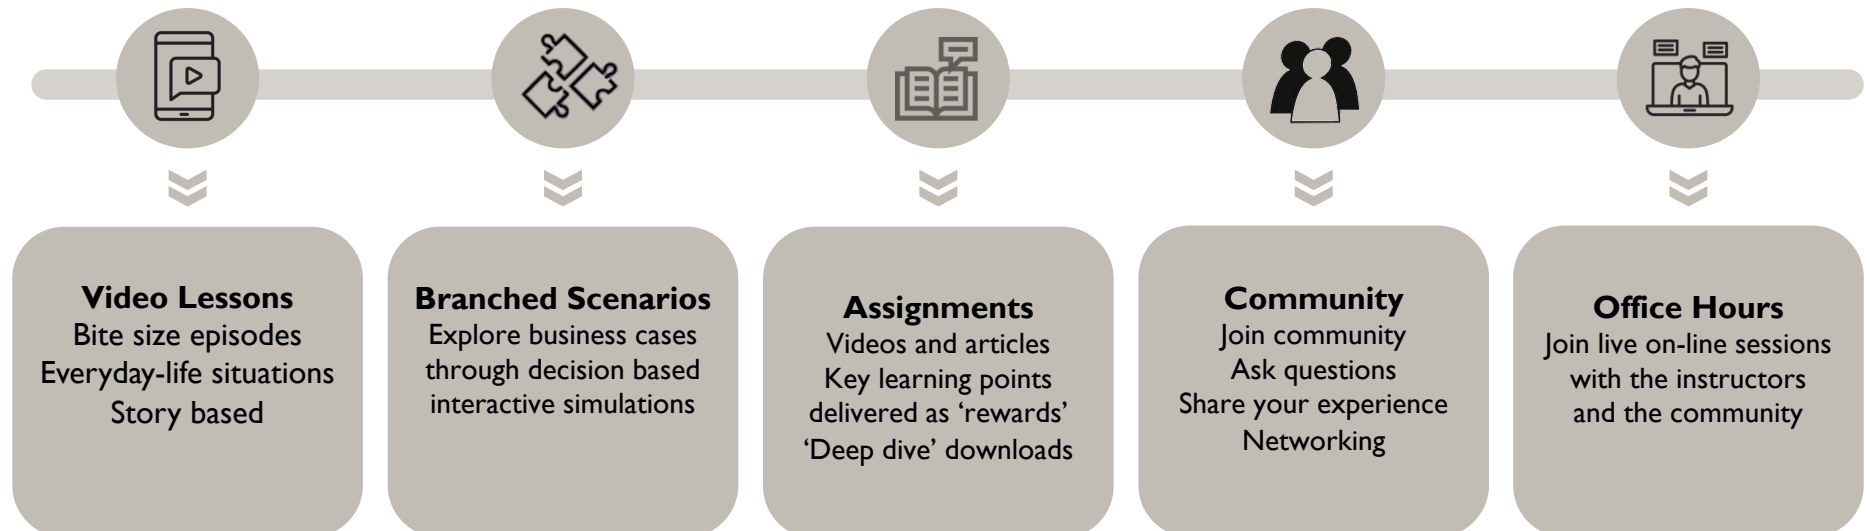 Video Lessons
Bite size episodes
Everyday-life situations
Story based
Branched Scenarios
Explore business cases
through decision based
interactive simulations
Assignments
Videos and articles
Key learning points
delivered as ‘rewards’
‘Deep dive’ downloads
Community
Join community
Ask questions
Share your experience
Networking
Office Hours
Join live on-line sessions
with the instructors
and the community